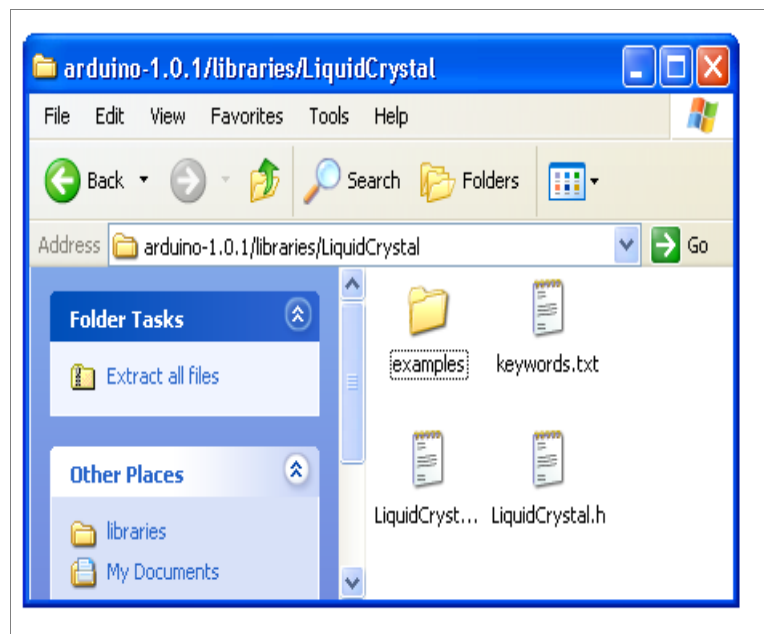 arduino-1.0.1/libraries/LiquidCrystal
File Edit View Favorites Tools Help
Back Search Folders
Address arduino-1.0.1/libraries/LiquidCrystal Go
Folder Tasks
Extract all files
Other Places
libraries
My Documents
examples keywords.txt
LiquidCryst... LiquidCrystal.h